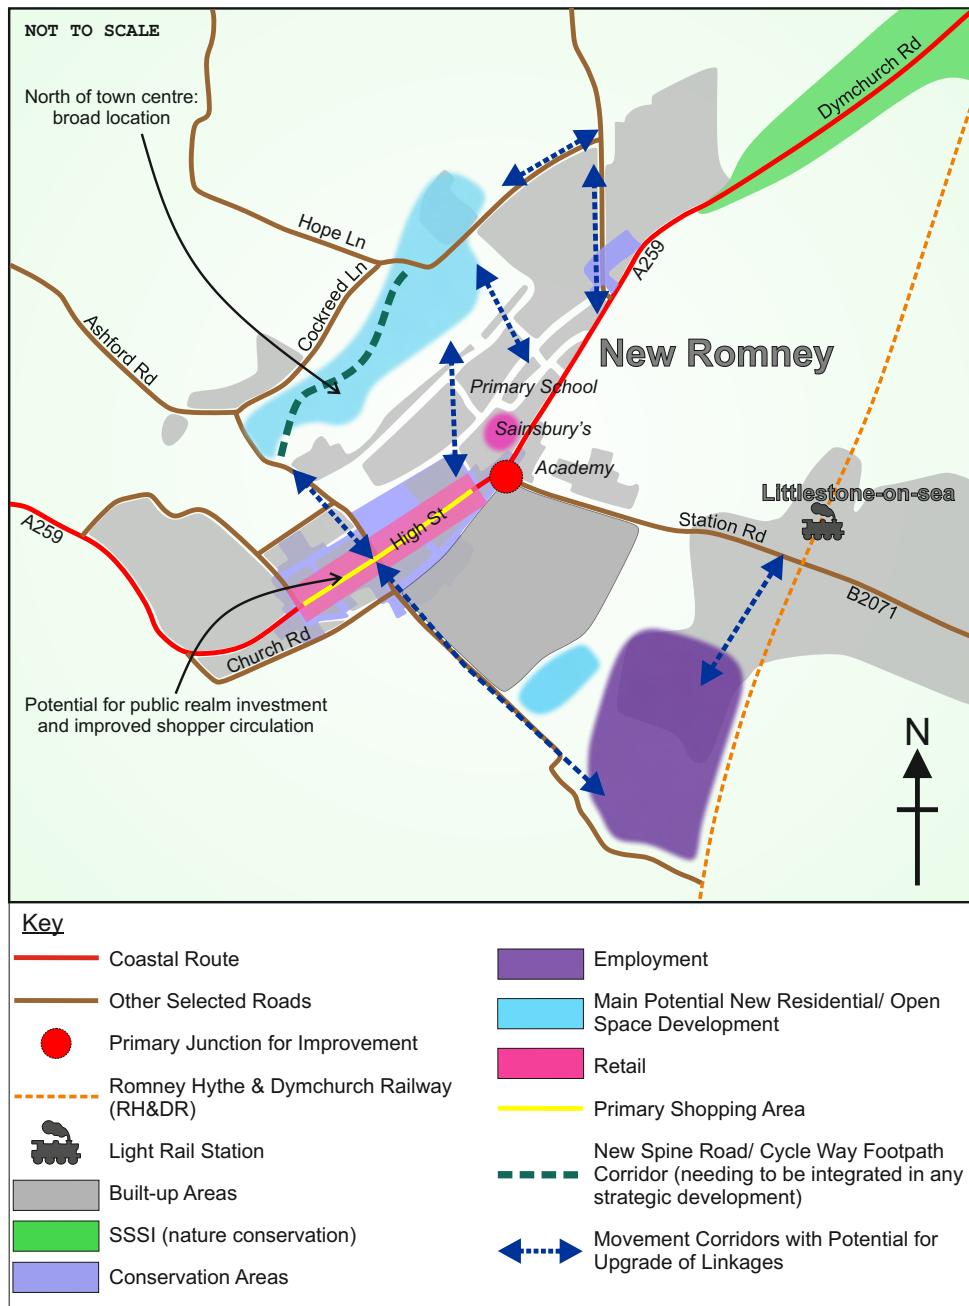 NOT TO SCALE
North of town centre:
broad location
Dymchurch Rd
Hope Ln
Cockreed Ln
Ashford Rd
A259
New Romney
Primary School
Sainsbury's
Academy
Littlestone-on-sea
Station Rd
High St
A259
B2071
Church Rd
Potential for public realm investment
and improved shopper circulation
N
Key
Coastal Route
Other Selected Roads
Primary Junction for Improvement
Romney Hythe & Dymchurch Railway
(RH&DR)
Light Rail Station
Built-up Areas
SSSI (nature conservation)
Conservation Areas
Employment
Main Potential New Residential/ Open
Space Development
Retail
Primary Shopping Area
New Spine Road/ Cycle Way Footpath
Corridor (needing to be integrated in any
strategic development)
Movement Corridors with Potential for
Upgrade of Linkages